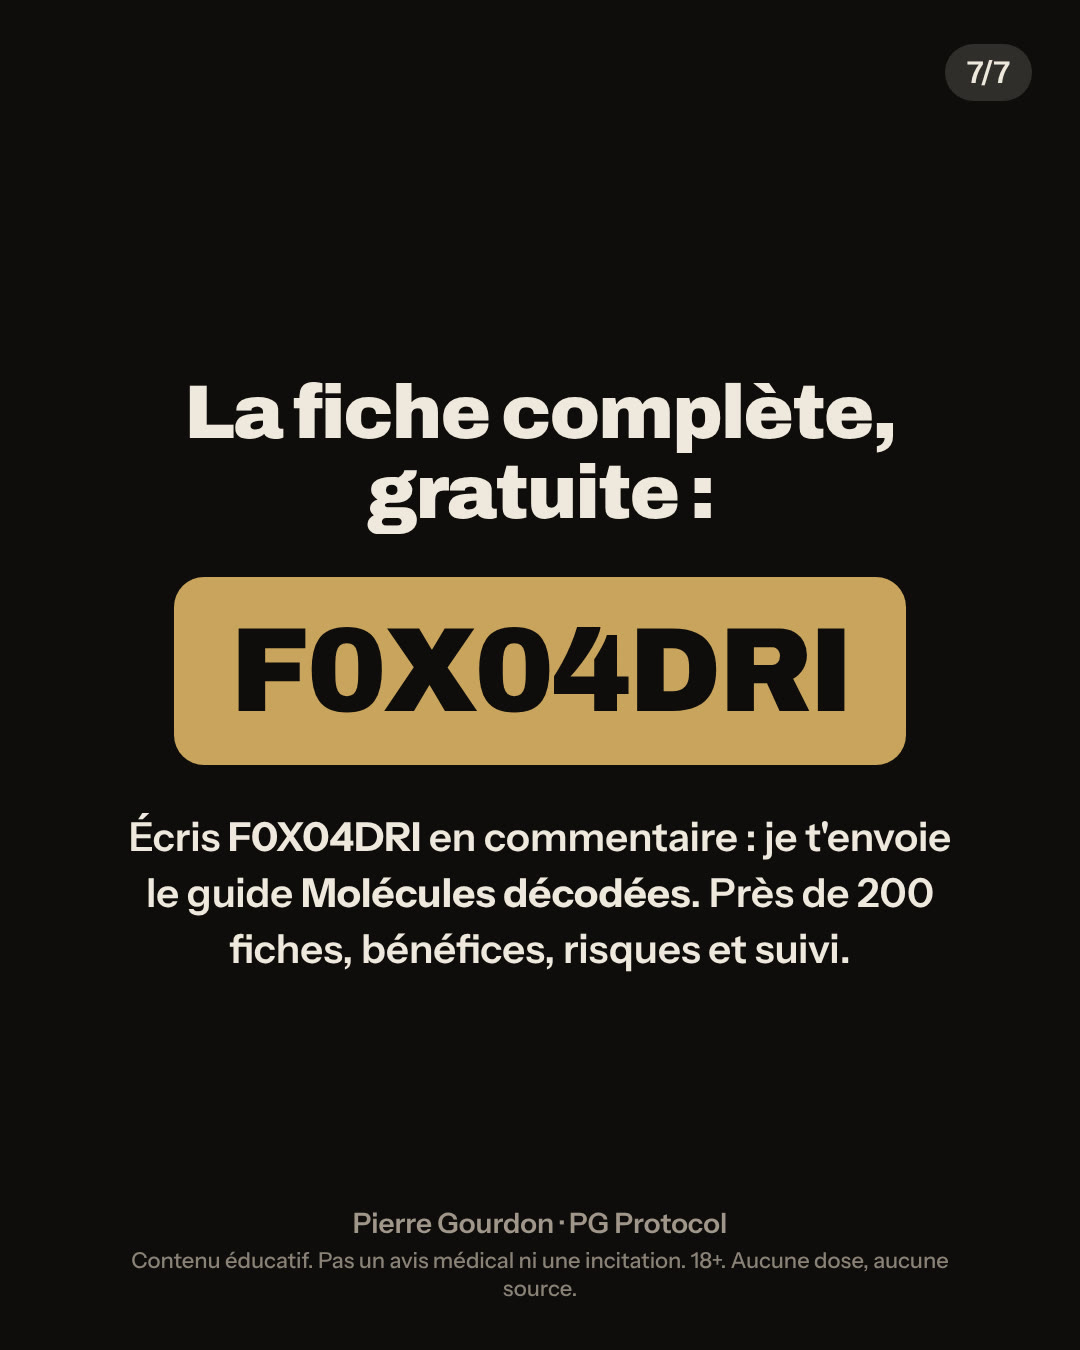 7/7
La fiche complète,
gratuite :
F0X04DRI
Écris F0X04DRI en commentaire : je t'envoie
le guide Molécules décodées. Près de 200
fiches, bénéfices, risques et suivi.
Pierre Gourdon · PG Protocol
Contenu éducatif. Pas un avis médical ni une incitation. 18+. Aucune dose, aucune
source.